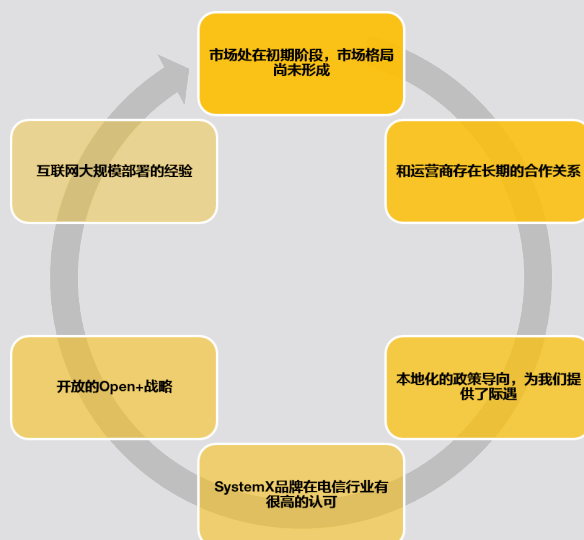 市场处在初期阶段，市场格局
尚未形成
和运营商存在长期的合作关系
本地化的政策导向，为我们提
供了际遇
SystemX品牌在电信行业有
很高的认可
开放的Open+战略
互联网大规模部署的经验